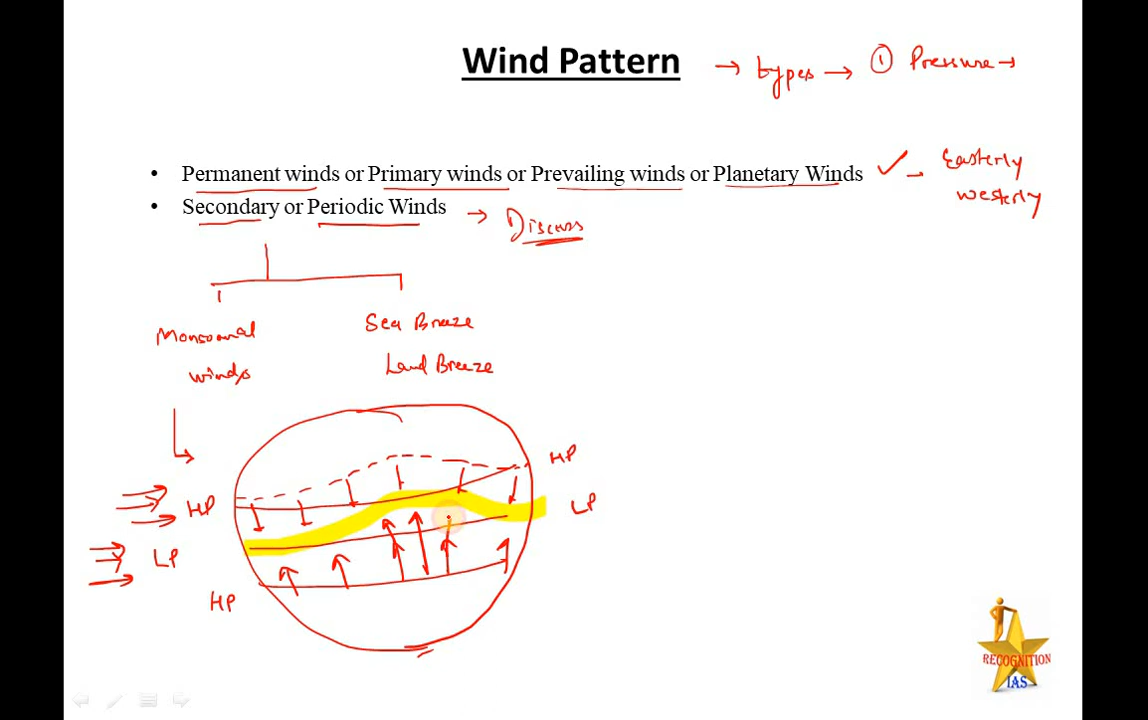 Wind Pattern → types → ① Pressure →
• Permanent winds or Primary winds or Prevailing winds or Planetary Winds ✓ - Easterly
westerly
• Secondary or Periodic Winds → Discuss
Monsoonal
winds
Sea Breeze
Land Breeze
HP
HP
LP
LP
HP
RECOGNITION
IAS